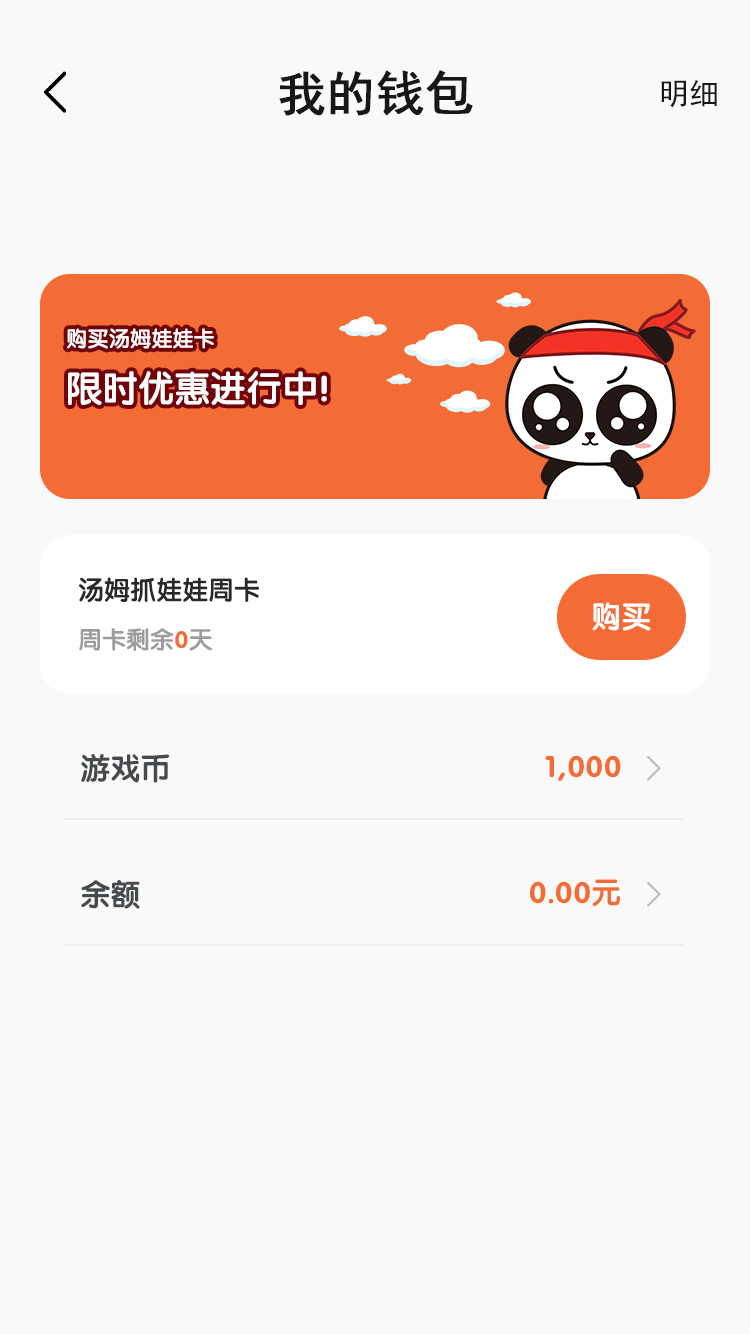 我的钱包
明细
购买汤姆娃娃卡
限时优惠进行中!
汤姆抓娃娃周卡
周卡剩余0天
购买
游戏币
1,000
余额
0.00元